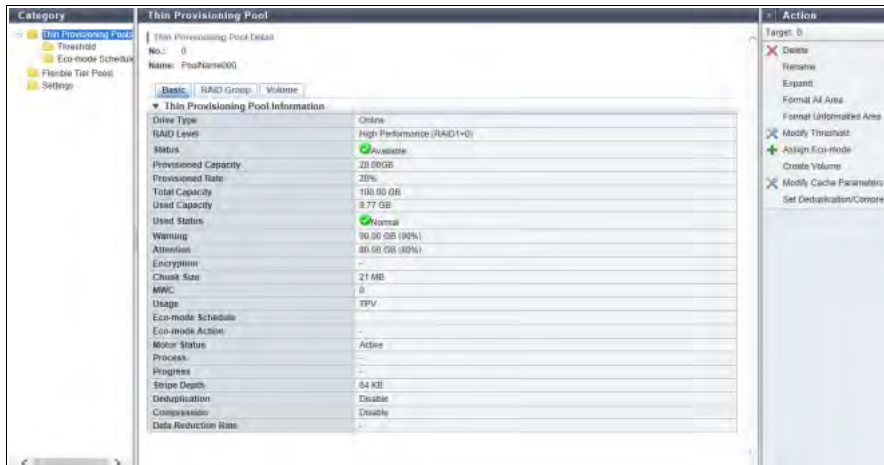 Category
Thin Provisioning Pools
Threshold
Eco-mode Schedule
Flexible Tier Pools
Settings
Thin Provisioning Pool
Thin Provisioning Pool Detail
No.: 0
Name: PoolName000
Basic RAID Group Volume
▼ Thin Provisioning Pool Information
Drive Type Online
RAID Level High Performance (RAID1+0)
Status Available
Provisioned Capacity 20.00GB
Provisioned Rate 20%
Total Capacity 100.00 GB
Used Capacity 9.77 GB
Used Status Normal
Warning 90.00 GB (90%)
Attention 80.00 GB (80%)
Encryption -
Chunk Size 21 MB
MWC 0
Usage TPV
Eco-mode Schedule
Eco-mode Action -
Motor Status Active
Process -
Progress -
Stripe Depth 64 KB
Deduplication Disable
Compression Disable
Data Reduction Rate -
Action
Target: 0
Delete
Rename
Expand
Format All Area
Format Unformatted Area
Modify Threshold
Assign Eco-mode
Create Volume
Modify Cache Parameters
Set Deduplication/Compre